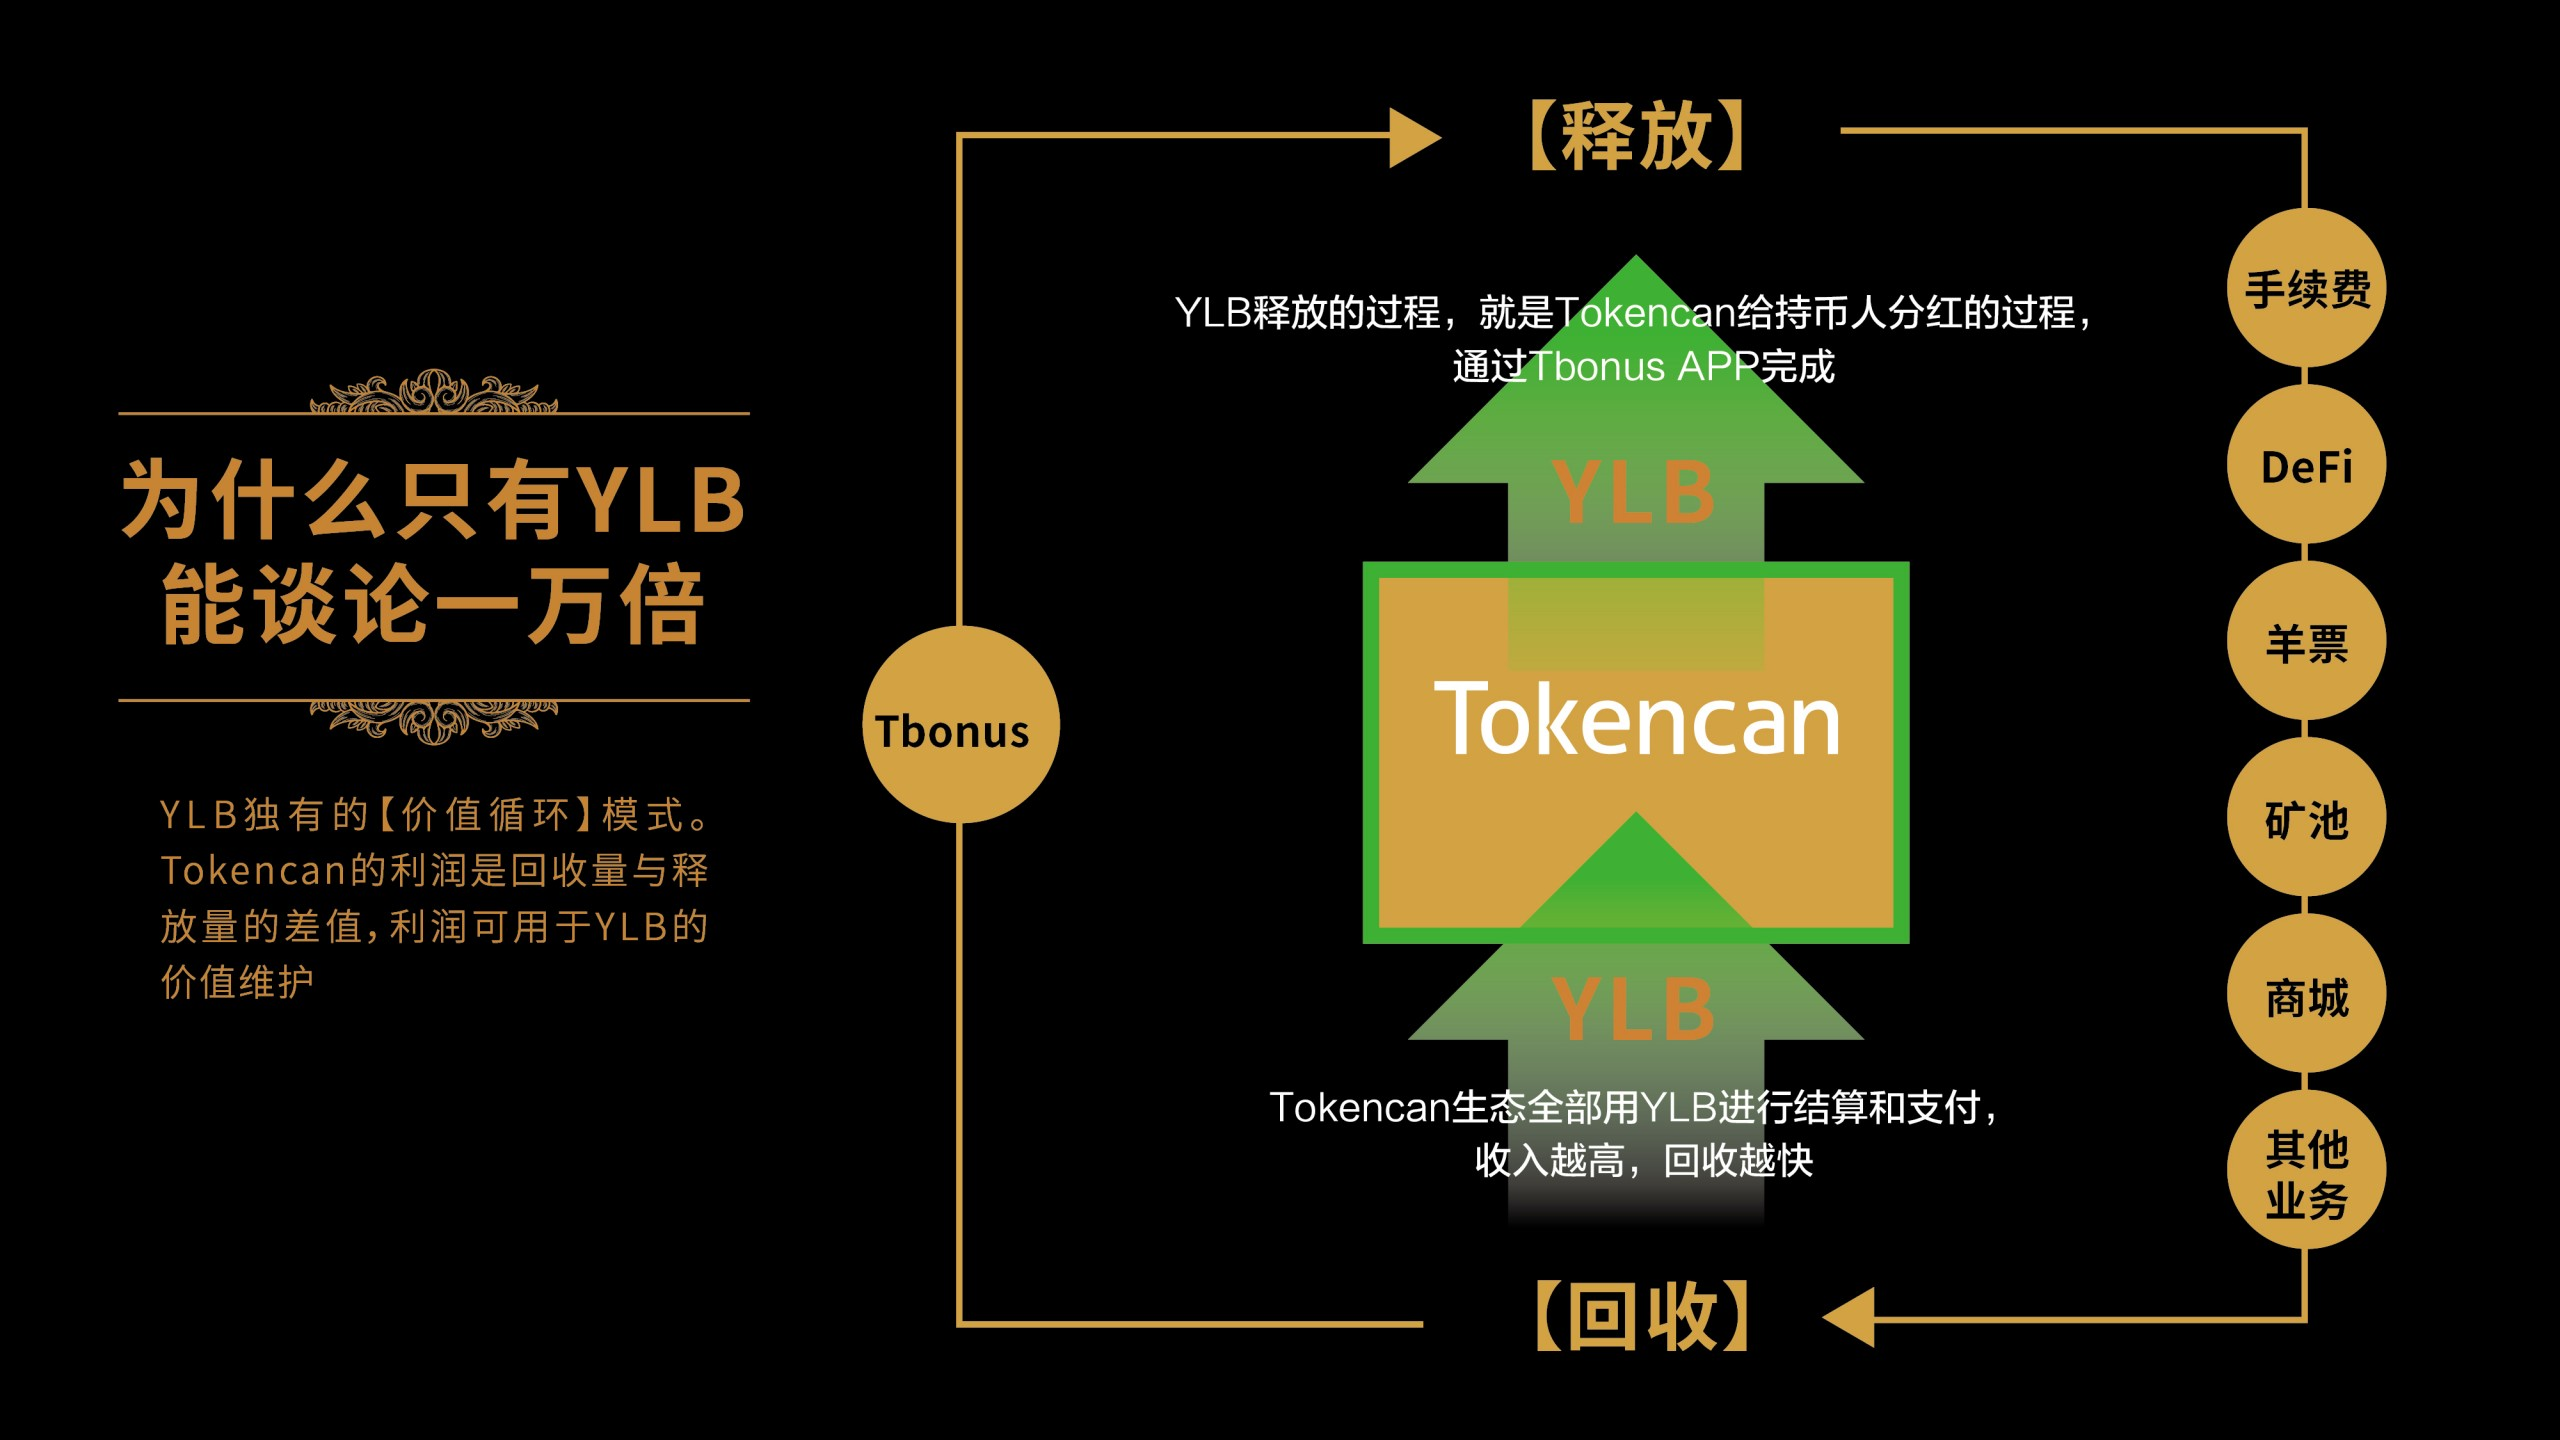 为什么只有YLB
能谈论一万倍
YLB独有的【价值循环】模式。
Tokencan的利润是回收量与释
放量的差值，利润可用于YLB的
价值维护
Tbonus
【释放】
YLB释放的过程，就是Tokencan给持币人分红的过程，
通过Tbonus APP完成
YLB
Tokencan
YLB
Tokencan生态全部用YLB进行结算和支付，
收入越高，回收越快
【回收】
手续费
DeFi
羊票
矿池
商城
其他
业务